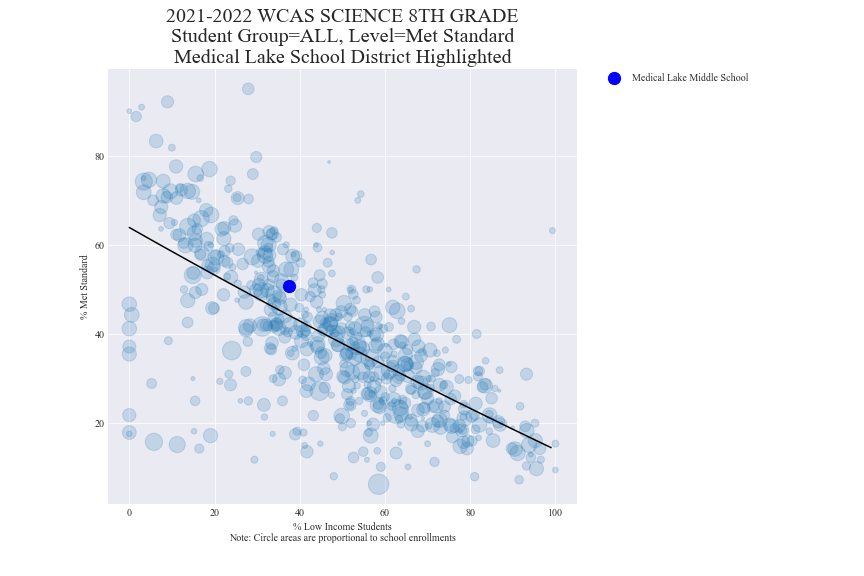 2021-2022 WCAS SCIENCE 8TH GRADE
Student Group=ALL, Level=Met Standard
Medical Lake School District Highlighted
Medical Lake Middle School
% Met Standard
80
60
40
20
0 20 40 60 80 100
% Low Income Students
Note: Circle areas are proportional to school enrollments